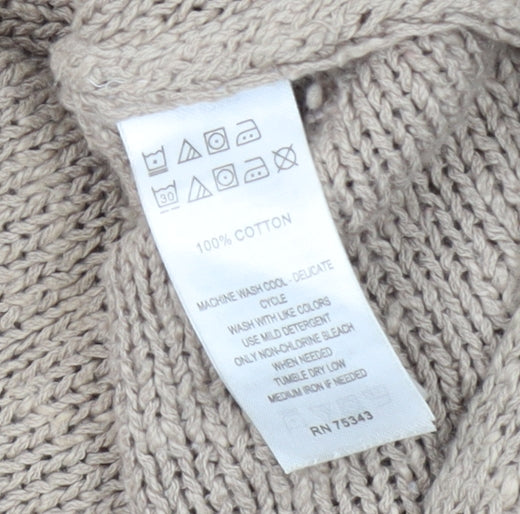 30
100% COTTON
MACHINE WASH COOL - DELICATE
CYCLE
WASH WITH LIKE COLORS
USE MILD DETERGENT
ONLY NON-CHLORINE BLEACH
WHEN NEEDED
TUMBLE DRY LOW
MEDIUM IRON IF NEEDED
RN 75343